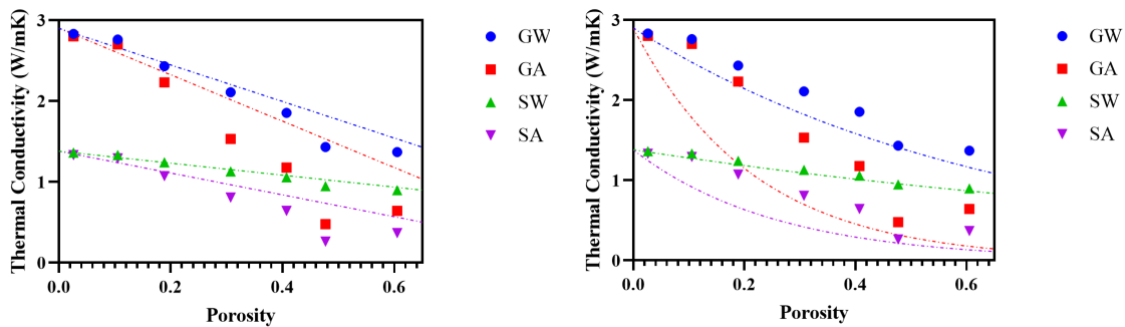 Thermal Conductivity (W/mK)
3
2
1
0
0.0
0.2
0.4
0.6
Porosity
GW
GA
SW
SA
Thermal Conductivity (W/mK)
3
2
1
0
0.0
0.2
0.4
0.6
Porosity
GW
GA
SW
SA